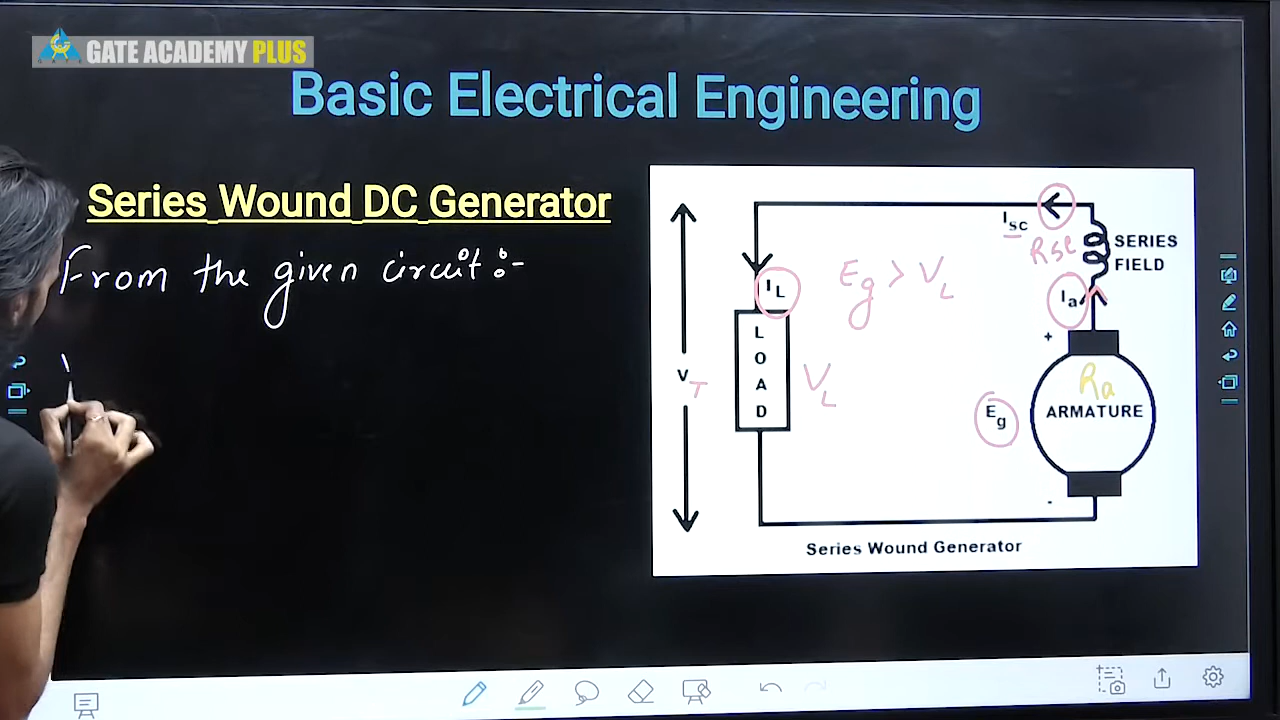 GATE ACADEMY PLUS
Basic Electrical Engineering
Series Wound DC Generator
From the given circuit :-
Isc
Rse
SERIES
FIELD
IL
Eg > VL
Ia
+
LOAD
VT
VL
Ra
Eg
ARMATURE
-
Series Wound Generator